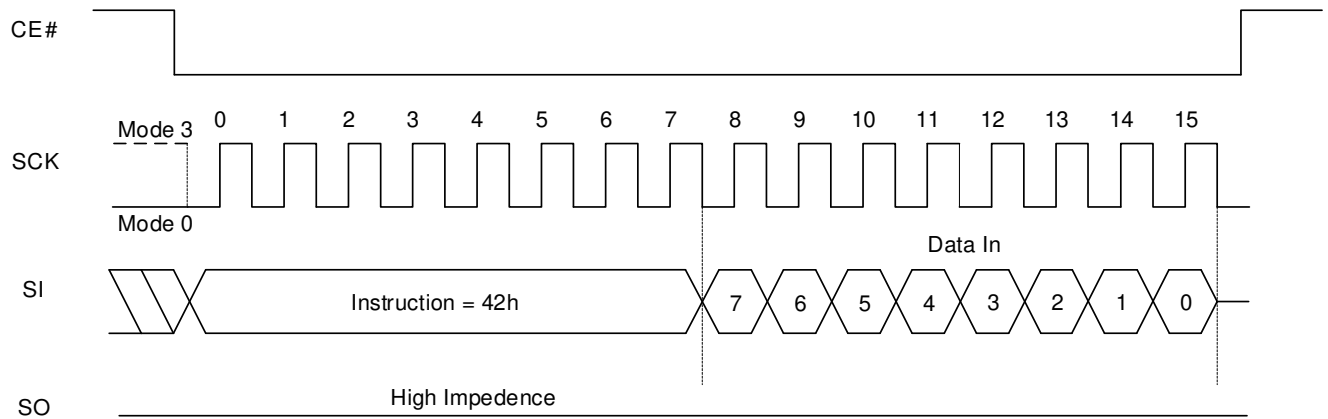 CE#
0 1 2 3 4 5 6 7 8 9 10 11 12 13 14 15
Mode 3
SCK
Mode 0
Data In
SI
Instruction = 42h
7 6 5 4 3 2 1 0
High Impedence
SO